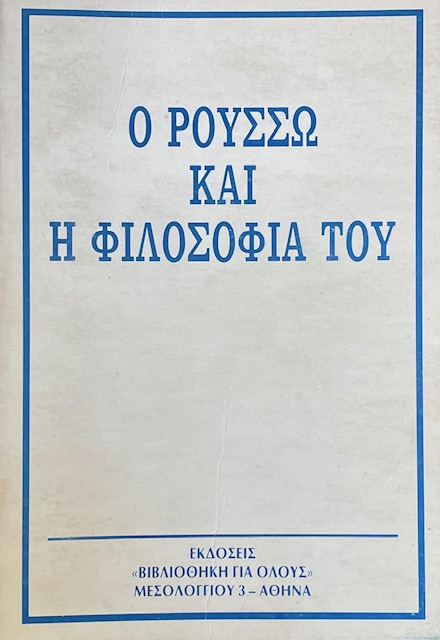 Ο ΡΟΥΣΣΩ
ΚΑΙ
Η ΦΙΛΟΣΟΦΙΑ ΤΟΥ
ΕΚΔΟΣΕΙΣ
«ΒΙΒΛΙΟΘΗΚΗ ΓΙΑ ΟΛΟΥΣ»
ΜΕΣΟΛΟΓΓΙΟΥ 3 – ΑΘΗΝΑ